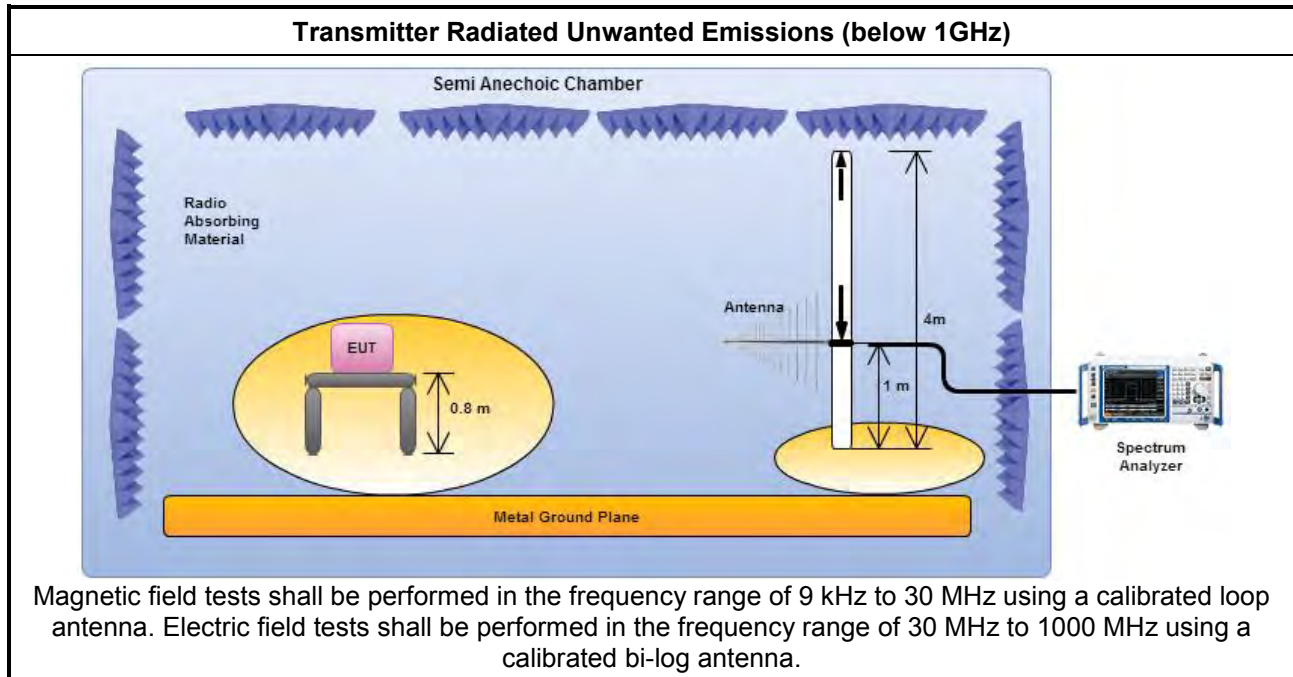 Transmitter Radiated Unwanted Emissions (below 1GHz)
Semi Anechoic Chamber
Radio
Absorbing
Material
Antenna
4m
EUT
1 m
0.8 m
Spectrum
Analyzer
Metal Ground Plane
Magnetic field tests shall be performed in the frequency range of 9 kHz to 30 MHz using a calibrated loop
antenna. Electric field tests shall be performed in the frequency range of 30 MHz to 1000 MHz using a
calibrated bi-log antenna.